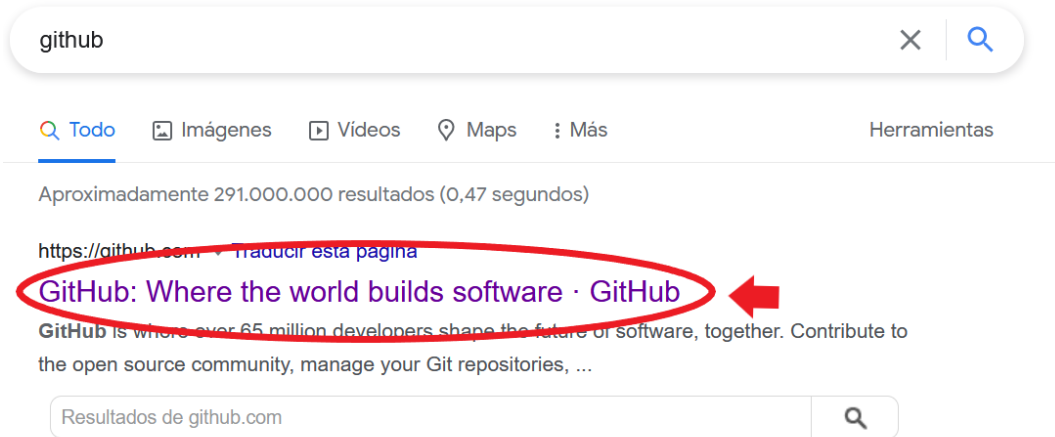 github
Todo Imágenes Vídeos Maps Más Herramientas
Aproximadamente 291.000.000 resultados (0,47 segundos)
https://github.com Traducir esta página
GitHub: Where the world builds software · GitHub
GitHub is where over 65 million developers shape the future of software, together. Contribute to
the open source community, manage your Git repositories, ...
Resultados de github.com